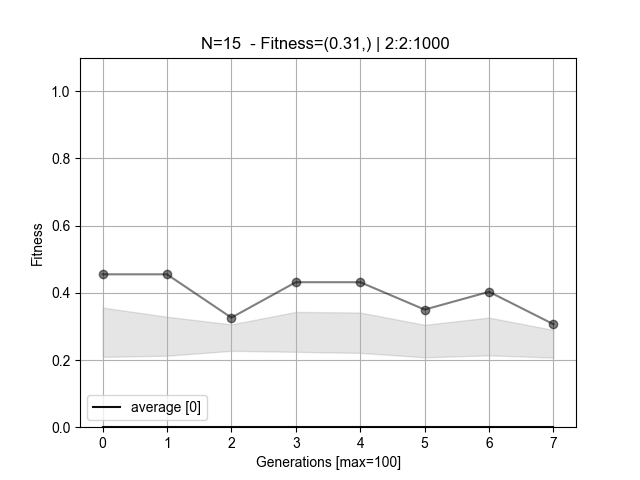 N=15  - Fitness=(0.31,) | 2:2:1000
Fitness
1.0
0.8
0.6
0.4
0.2
0.0
average [0]
0 1 2 3 4 5 6 7
Generations [max=100]